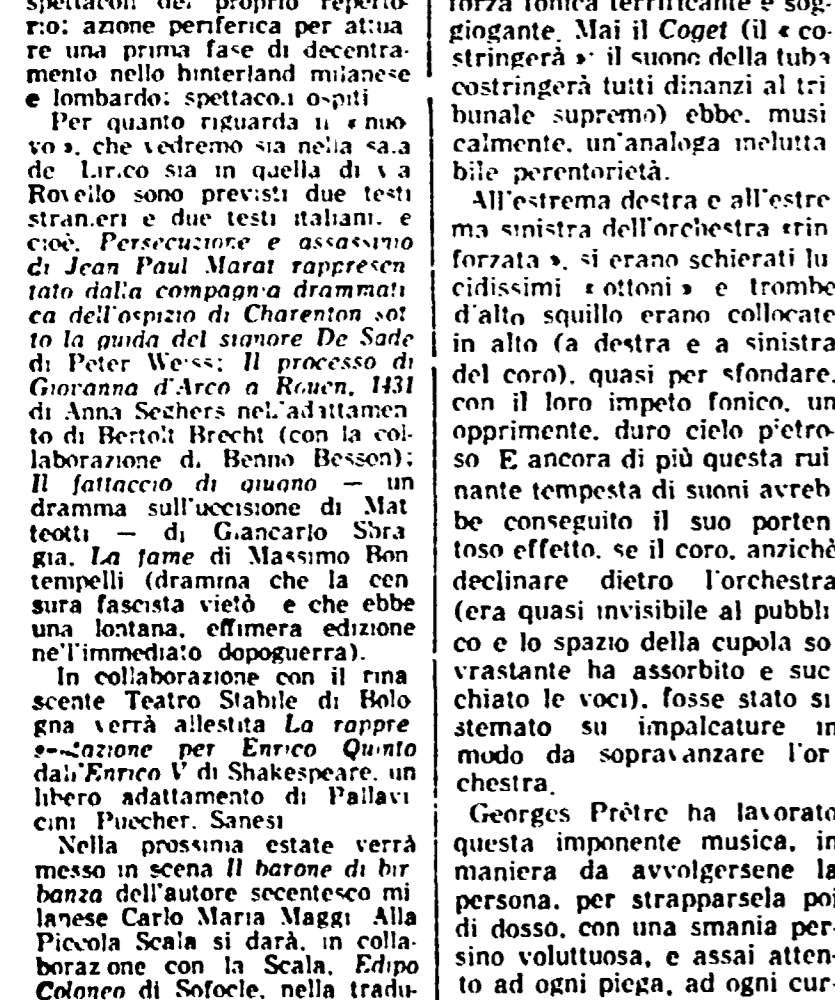 spettacoli del proprio reperto-
rio; azione periferica per attua
re una prima fase di decentra-
mento nello hinterland milanese
e lombardo; spettacoli ospiti
Per quanto riguarda il « nuo
vo », che vedremo sia nella sala
del Lirico sia in quella di via
Rovello sono previsti due testi
stranieri e due testi italiani, e
cioè, Persecuzione e assassinio
di Jean Paul Marat rappresen
tato dalla compagnia drammati
ca dell'ospizio di Charenton sot
to la guida del signore De Sade
di Peter Weiss; Il processo di
Giovanna d'Arco a Rouen, 1431
di Anna Seghers nell'adattamen
to di Bertolt Brecht (con la col-
laborazione di Benno Besson);
Il fattaccio di giugno — un
dramma sull'uccisione di Mat
teotti — di Giancarlo Sbra
gia, La fame di Massimo Bon
tempelli (dramma che la cen
sura fascista vietò e che ebbe
una lontana, effimera edizione
nell'immediato dopoguerra).
In collaborazione con il rina
scente Teatro Stabile di Bolo
gna verrà allestita La rappre
sentazione per Enrico Quinto
dall'Enrico V di Shakespeare, un
libero adattamento di Pallavi
cini Puecher, Sanesi
Nella prossima estate verrà
messo in scena Il barone di bir
banza dell'autore secentesco mi
lanese Carlo Maria Maggi Alla
Piccola Scala si darà, in colla-
borazione con la Scala, Edipo
Coloneo di Sofocle, nella tradu-
forza fonica terrificante e sog-
giogante. Mai il Coget (il « co-
stringerà »: il suono della tuba
costringerà tutti dinanzi al tri
bunale supremo) ebbe, musi
calmente, un'analoga inelutta
bile perentorietà.
All'estrema destra e all'estre
ma sinistra dell'orchestra « rin
forzata », si erano schierati lu
cidissimi « ottoni » e trombe
d'alto squillo erano collocate
in alto (a destra e a sinistra
del coro), quasi per sfondare,
con il loro impeto fonico, un
opprimente, duro cielo pietro-
so E ancora di più questa rui
nante tempesta di suoni avreb
be conseguito il suo porten
toso effetto, se il coro, anziché
declinare dietro l'orchestra
(era quasi invisibile al pubbli
co e lo spazio della cupola so
vrastante ha assorbito e suc
chiato le voci), fosse stato si
stemato su impalcature in
modo da sopravanzare l'or
chestra.
Georges Prêtre ha lavorato
questa imponente musica, in
maniera da avvolgersene la
persona, per strapparsela poi
di dosso, con una smania per-
sino voluttuosa, e assai atten-
to ad ogni piega, ad ogni cur-